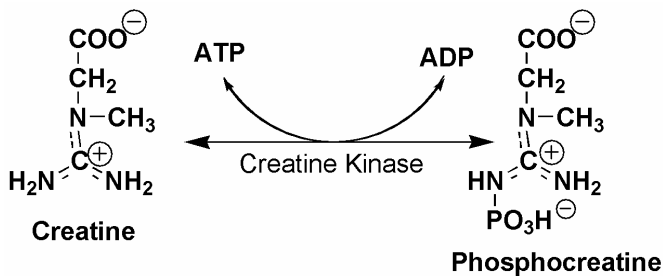 COO⊖
CH2
N–CH3
C⊕
H2N NH2
Creatine
ATP
ADP
Creatine Kinase
COO⊖
CH2
N–CH3
C⊕
HN NH2
PO3H⊖
Phosphocreatine